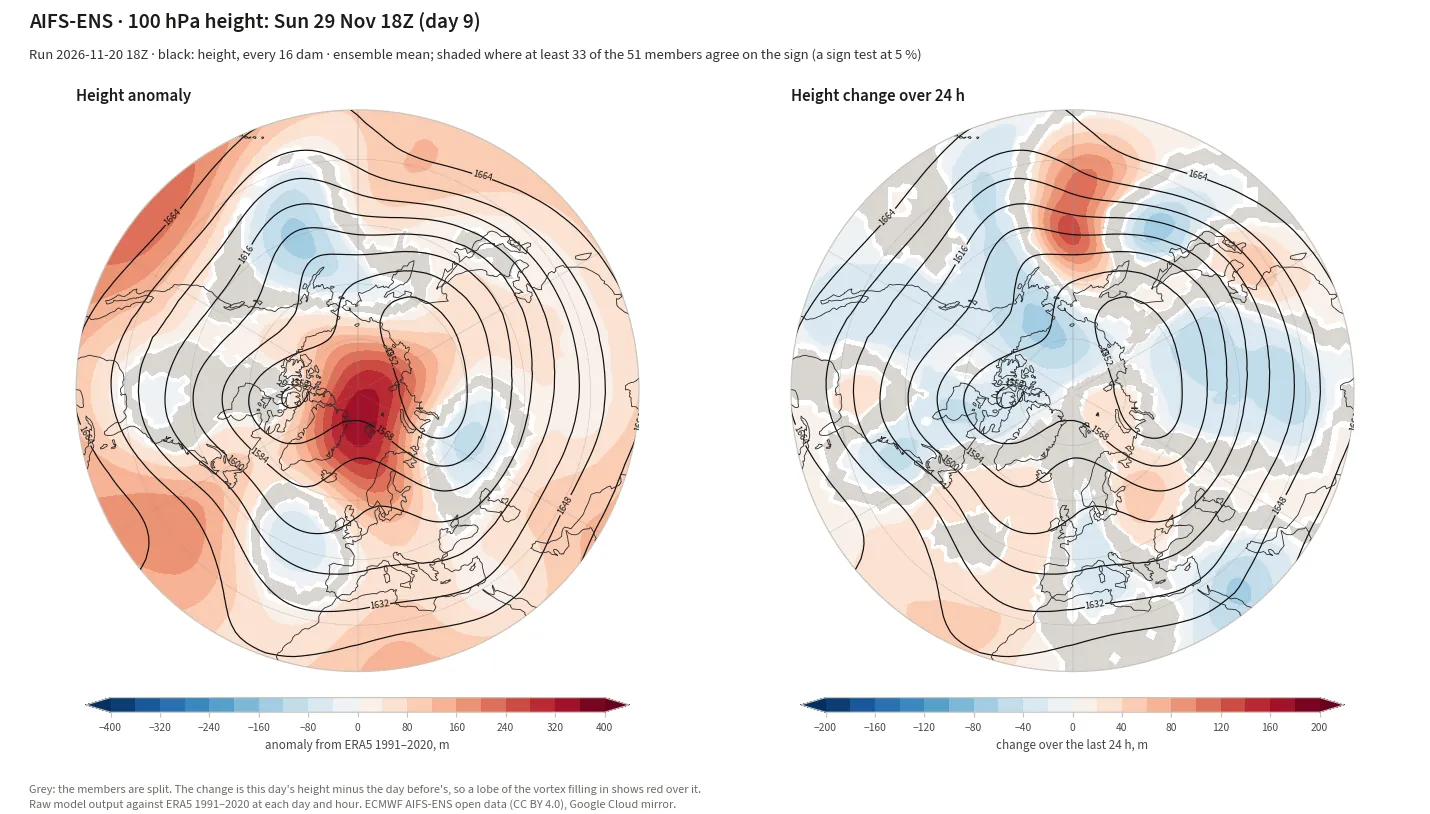 AIFS-ENS · 100 hPa height: Sun 29 Nov 18Z (day 9)
Run 2026-11-20 18Z · black: height, every 16 dam · ensemble mean; shaded where at least 33 of the 51 members agree on the sign (a sign test at 5 %)
Height anomaly
Height change over 24 h
1664
1664
1616
1552
1568
1584
1600
1648
1632
1664
1664
1616
1552
1568
1584
1600
1648
1632
−400 −320 −240 −160 −80 0 80 160 240 320 400
anomaly from ERA5 1991–2020, m
−200 −160 −120 −80 −40 0 40 80 120 160 200
change over the last 24 h, m
Grey: the members are split. The change is this day's height minus the day before's, so a lobe of the vortex filling in shows red over it.
Raw model output against ERA5 1991–2020 at each day and hour. ECMWF AIFS-ENS open data (CC BY 4.0), Google Cloud mirror.